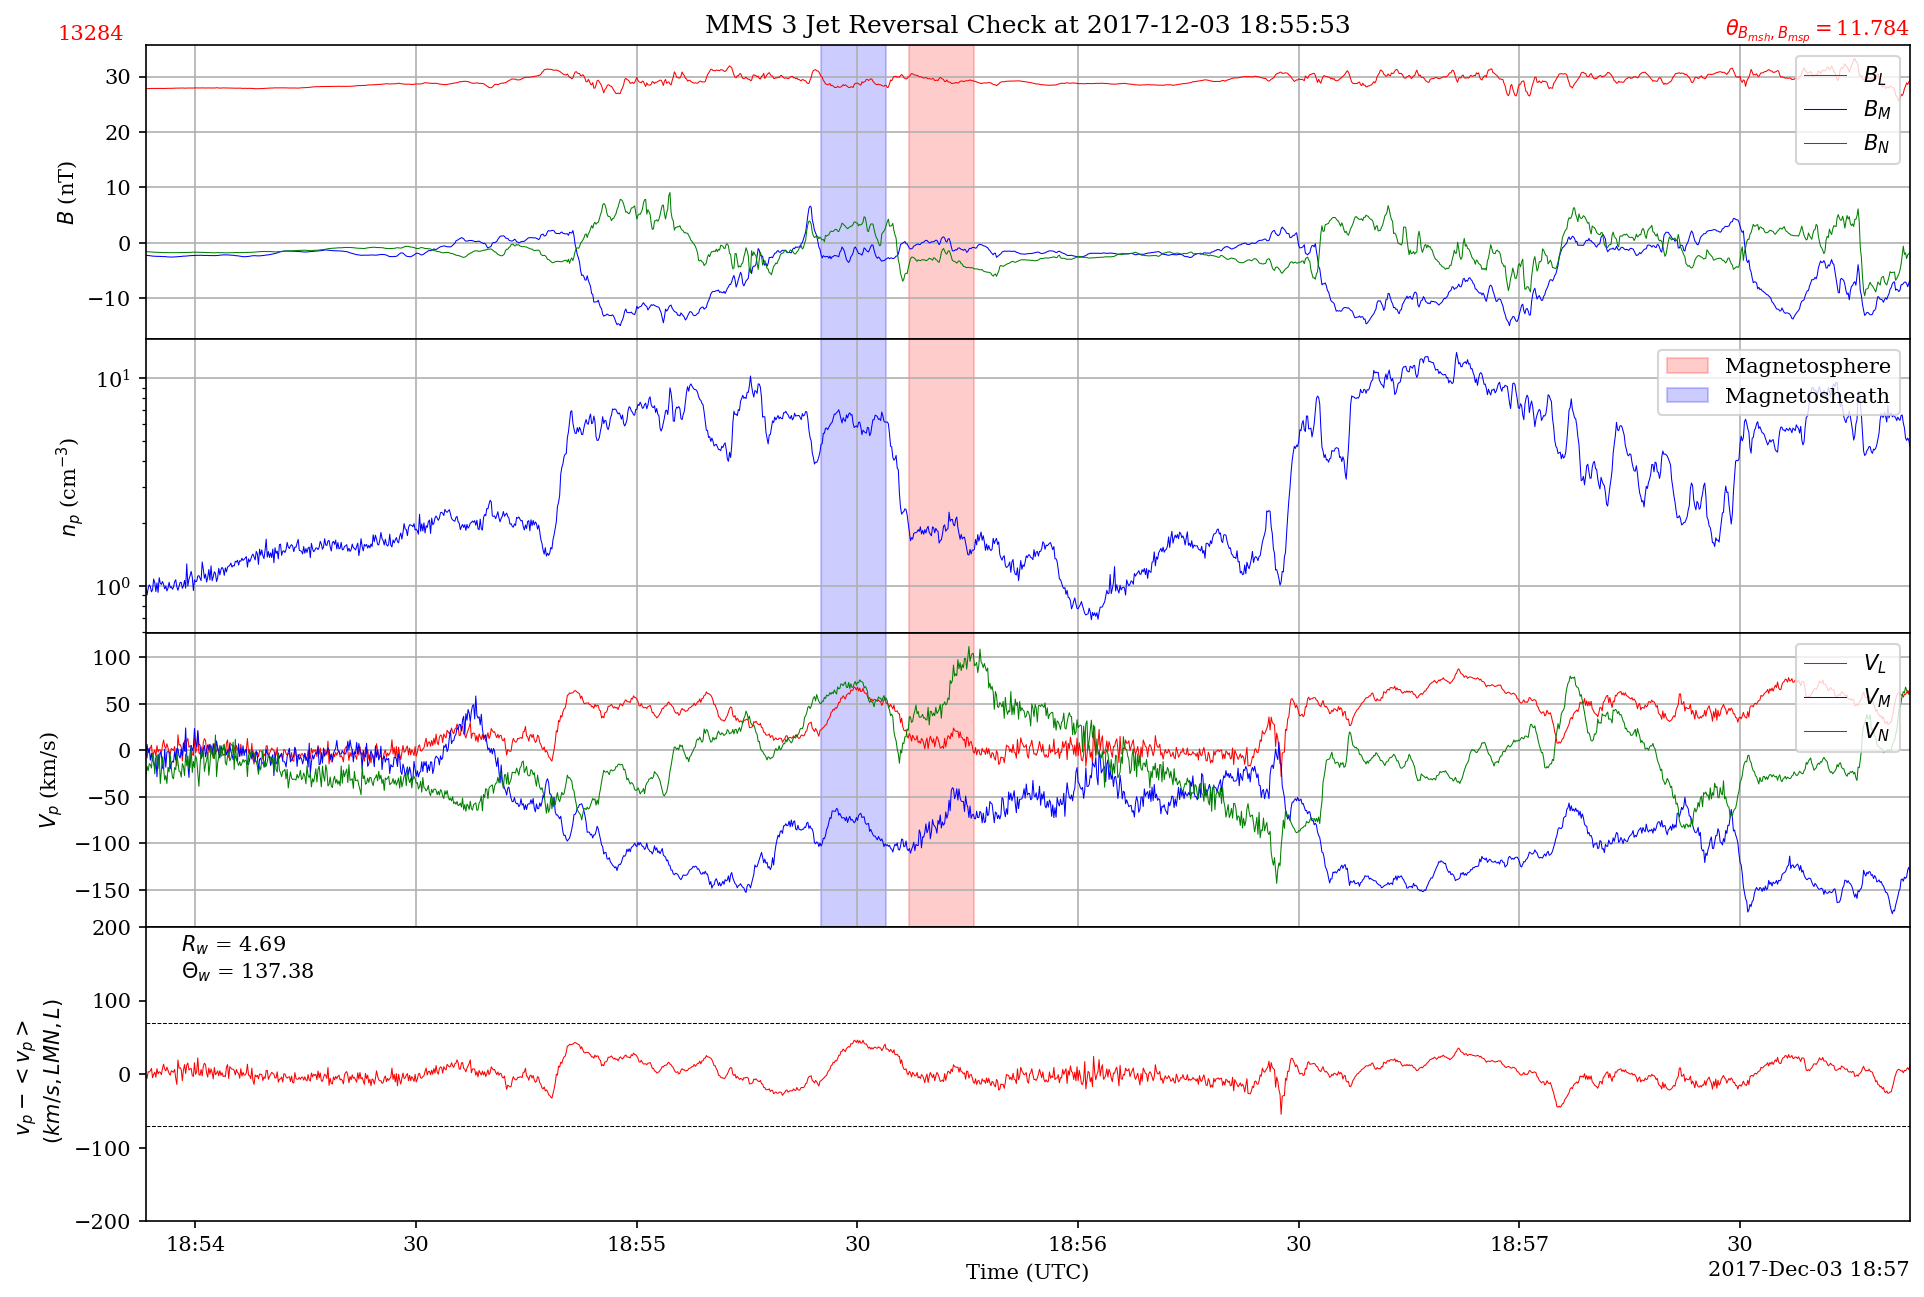 13284
MMS 3 Jet Reversal Check at 2017-12-03 18:55:53
θ_{B_{msh}, B_{msp}} = 11.784
30
20
10
0
−10
B (nT)
B_L
B_M
B_N
10^1
10^0
n_p (cm^{−3})
Magnetosphere
Magnetosheath
100
50
0
−50
−100
−150
V_p (km/s)
V_L
V_M
V_N
200
100
0
−100
−200
v_p − < v_p >
(km/s, LMN, L)
R_w = 4.69
Θ_w = 137.38
18:54
30
18:55
30
18:56
30
18:57
30
Time (UTC)
2017-Dec-03 18:57